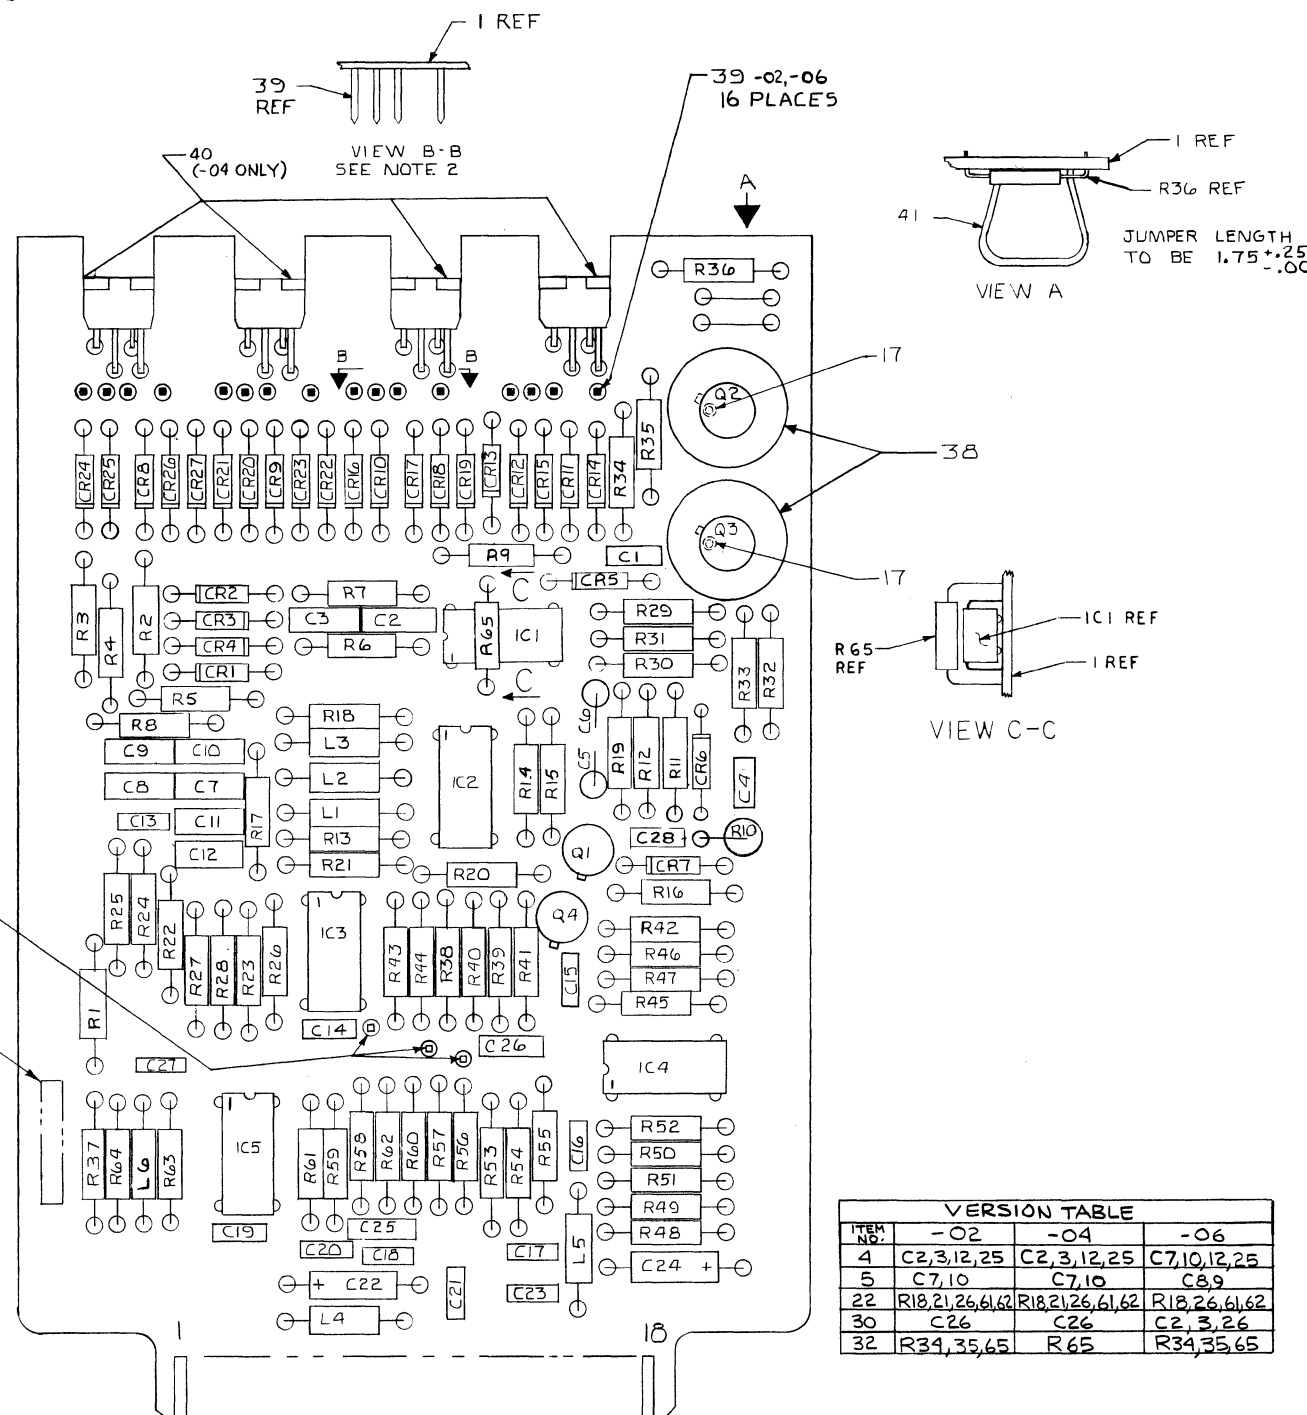 1 REF
39
REF
39 -02,-06
16 PLACES
VIEW B-B
SEE NOTE 2
40
(-04 ONLY)
A
1 REF
R36 REF
41
JUMPER LENGTH
TO BE 1.75 +.25
-.00
VIEW A
R36
17
B B
Q2
38
CR24 CR25 CR8 CR26 CR27 CR21 CR20 CR9 CR23 CR22 CR16 CR10 CR17 CR18 CR19 CR13 CR12 CR15 CR11 CR14 R34 R35
Q3
17
R9 C1
C CR5
R3 R4 R2
CR2 R7 R29
CR3 C3 C2 R65 IC1 R31
CR4 R6 R30
CR1 C
R5 R33 R32
R8 R18 C6
C9 C10 L3
C8 C7 L2 IC2 R14 R15 C5 R19 R12 R11 CR6 C4
C13 C11 R17 L1
C12 R13 C28 R10
R21 Q1
R20 CR7
R16
R25 R24 R22 R27 R28 R23 R26 IC3 R43 R44 R38 R40 R39 R41 Q4
R42
R46
C15 R47
R45
R1
C14
C26
C27 IC4
1
R37 R64 L6 R63 IC5 R61 R59 R58 R62 R60 R57 R56 R53 R54 R55 C16
R52
R50
R51
R49
C19 C25 R48
C20 C18 C17 L5
+ C22 C21 C23 C24 +
L4
1 18
R65
REF
IC1 REF
1 REF
VIEW C-C
VERSION TABLE
ITEM NO. -02 -04 -06
4 C2,3,12,25 C2,3,12,25 C7,10,12,25
5 C7,10 C7,10 C8,9
22 R18,21,26,61,62 R18,21,26,61,62 R18,26,61,62
30 C26 C26 C2,3,26
32 R34,35,65 R65 R34,35,65